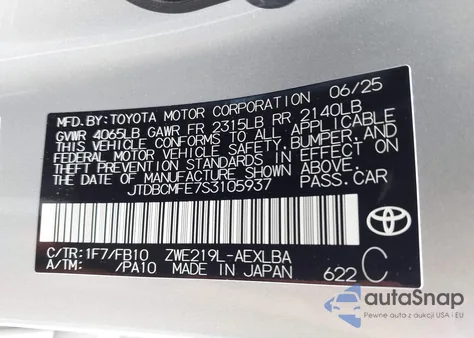 MFD. BY: TOYOTA MOTOR CORPORATION 06/25
GVWR 4065LB GAWR FR 2315LB RR 2140LB
THIS VEHICLE CONFORMS TO ALL APPLICABLE
FEDERAL MOTOR VEHICLE SAFETY, BUMPER, AND
THEFT PREVENTION STANDARDS IN EFFECT ON
THE DATE OF MANUFACTURE SHOWN ABOVE.
JTDBCMFE7S3105937 PASS.CAR
C/TR: 1F7/FB10 ZWE219L-AEXLBA
A/TM: /PA10 MADE IN JAPAN 622 C
TOYOTA
autoSnap
Pewne auta z dojazdem USA i EU